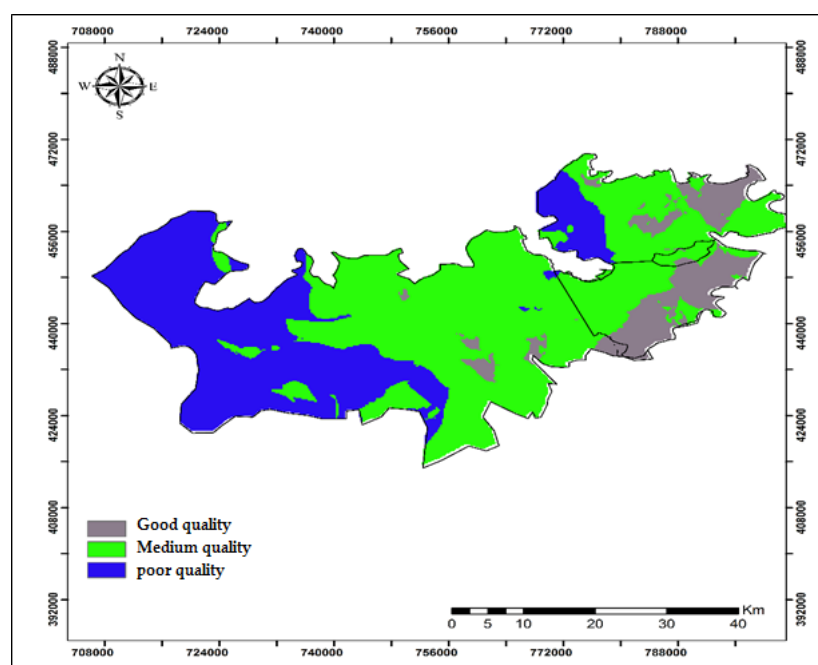 708000 724000 740000 756000 772000 788000
488000 488000
N
W E
S
472000 472000
456000 456000
440000 440000
424000 424000
408000 408000
Good quality
Medium quality
poor quality
392000 392000
Km
0 5 10 20 30 40
708000 724000 740000 756000 772000 788000